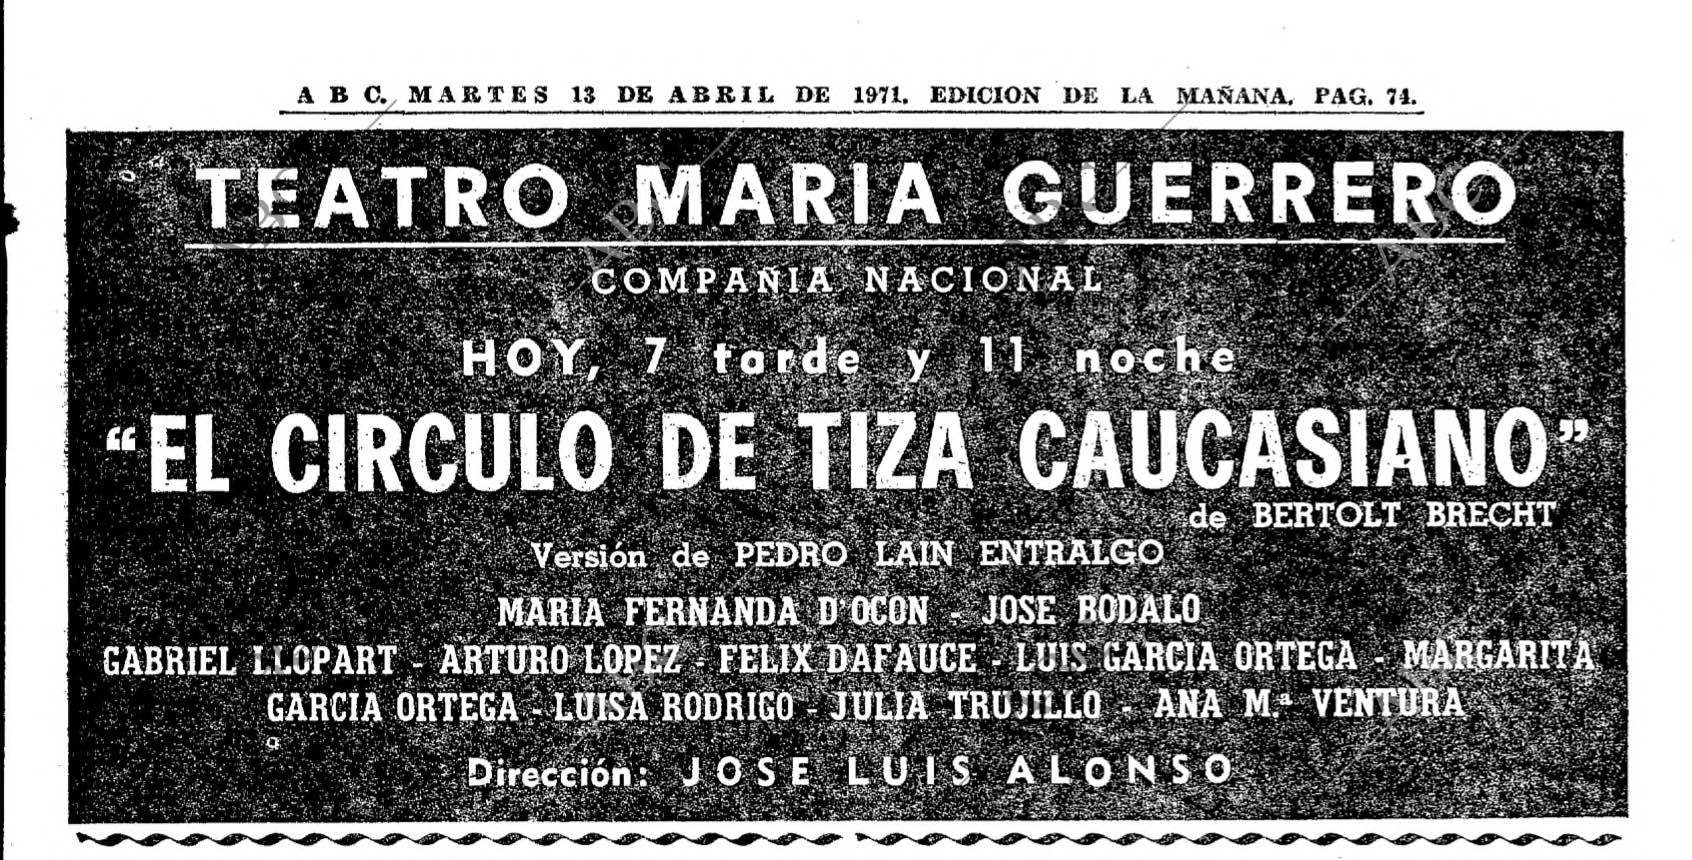 A B C. MARTES 13 DE ABRIL DE 1971. EDICION DE LA MAÑANA. PAG. 74.
TEATRO MARIA GUERRERO
COMPAÑIA NACIONAL
HOY, 7 tarde y 11 noche
“EL CIRCULO DE TIZA CAUCASIANO”
de BERTOLT BRECHT
Versión de PEDRO LAIN ENTRALGO
MARIA FERNANDA D'OCON - JOSE BODALO
GABRIEL LLOPART - ARTURO LOPEZ - FELIX DAFAUCE - LUIS GARCIA ORTEGA - MARGARITA
GARCIA ORTEGA - LUISA RODRIGO - JULIA TRUJILLO - ANA M.ª VENTURA
Dirección: JOSE LUIS ALONSO